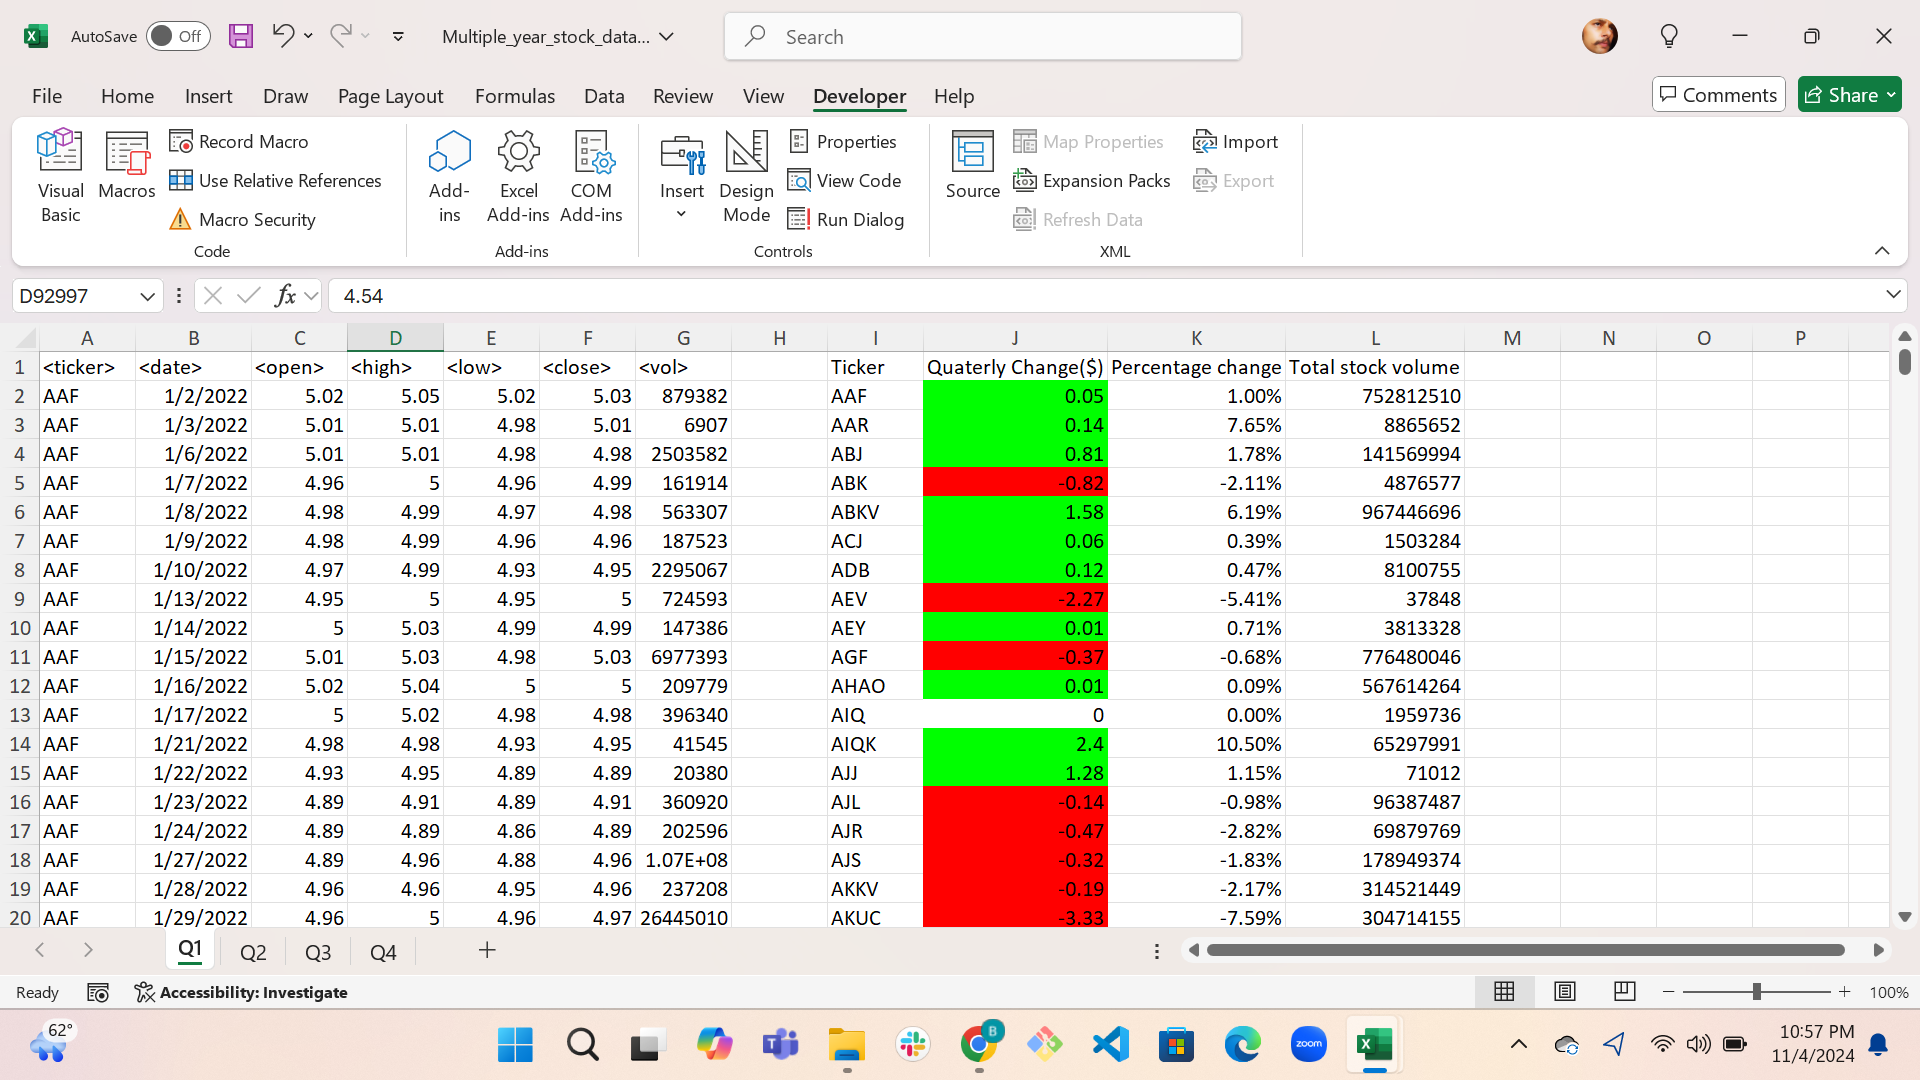 AutoSave Off Multiple_year_stock_data... Search
File Home Insert Draw Page Layout Formulas Data Review View Developer Help Comments Share
Visual Basic Macros Record Macro Use Relative References Macro Security Code
Add-ins Excel Add-ins COM Add-ins Add-ins
Insert Design Mode Properties View Code Run Dialog Controls
Source Map Properties Expansion Packs Refresh Data Import Export XML
D92997 fx 4.54
A B C D E F G H I J K L M N O P
1 <ticker> <date> <open> <high> <low> <close> <vol> Ticker Quaterly Change($) Percentage change Total stock volume
2 AAF 1/2/2022 5.02 5.05 5.02 5.03 879382 AAF 0.05 1.00% 752812510
3 AAF 1/3/2022 5.01 5.01 4.98 5.01 6907 AAR 0.14 7.65% 8865652
4 AAF 1/6/2022 5.01 5.01 4.98 4.98 2503582 ABJ 0.81 1.78% 141569994
5 AAF 1/7/2022 4.96 5 4.96 4.99 161914 ABK -0.82 -2.11% 4876577
6 AAF 1/8/2022 4.98 4.99 4.97 4.98 563307 ABKV 1.58 6.19% 967446696
7 AAF 1/9/2022 4.98 4.99 4.96 4.96 187523 ACJ 0.06 0.39% 1503284
8 AAF 1/10/2022 4.97 4.99 4.93 4.95 2295067 ADB 0.12 0.47% 8100755
9 AAF 1/13/2022 4.95 5 4.95 5 724593 AEV -2.27 -5.41% 37848
10 AAF 1/14/2022 5 5.03 4.99 4.99 147386 AEY 0.01 0.71% 3813328
11 AAF 1/15/2022 5.01 5.03 4.98 5.03 6977393 AGF -0.37 -0.68% 776480046
12 AAF 1/16/2022 5.02 5.04 5 5 209779 AHAO 0.01 0.09% 567614264
13 AAF 1/17/2022 5 5.02 4.98 4.98 396340 AIQ 0 0.00% 1959736
14 AAF 1/21/2022 4.98 4.98 4.93 4.95 41545 AIQK 2.4 10.50% 65297991
15 AAF 1/22/2022 4.93 4.95 4.89 4.89 20380 AJJ 1.28 1.15% 71012
16 AAF 1/23/2022 4.89 4.91 4.89 4.91 360920 AJL -0.14 -0.98% 96387487
17 AAF 1/24/2022 4.89 4.89 4.86 4.89 202596 AJR -0.47 -2.82% 69879769
18 AAF 1/27/2022 4.89 4.96 4.88 4.96 1.07E+08 AJS -0.32 -1.83% 178949374
19 AAF 1/28/2022 4.96 4.96 4.95 4.96 237208 AKKV -0.19 -2.17% 314521449
20 AAF 1/29/2022 4.96 5 4.96 4.97 26445010 AKUC -3.33 -7.59% 304714155
Q1 Q2 Q3 Q4
Ready Accessibility: Investigate 100%
62° zoom B 10:57 PM
11/4/2024